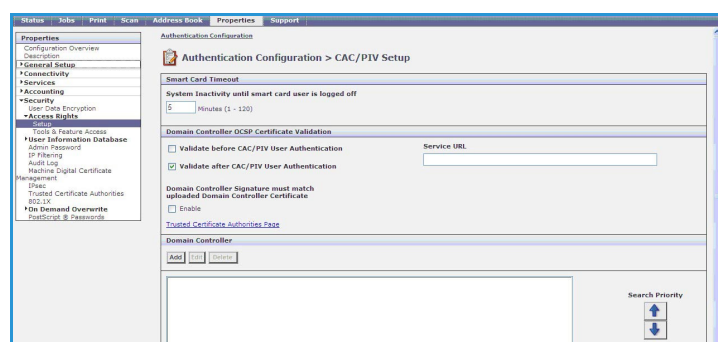 Status Jobs Print Scan Address Book Properties Support
Properties
Configuration Overview
Description
General Setup
Connectivity
Services
Accounting
Security
User Data Encryption
Access Rights
Setup
Tools & Feature Access
User Information Database
Admin Password
IP Filtering
Audit Log
Machine Digital Certificate
Management
IPsec
Trusted Certificate Authorities
802.1X
On Demand Overwrite
PostScript ® Passwords
Authentication Configuration
Authentication Configuration > CAC/PIV Setup
Smart Card Timeout
System Inactivity until smart card user is logged off
5 Minutes (1 - 120)
Domain Controller OCSP Certificate Validation
Validate before CAC/PIV User Authentication
Service URL
Validate after CAC/PIV User Authentication
Domain Controller Signature must match
uploaded Domain Controller Certificate
Enable
Trusted Certificate Authorities Page
Domain Controller
Add Edit Delete
Search Priority